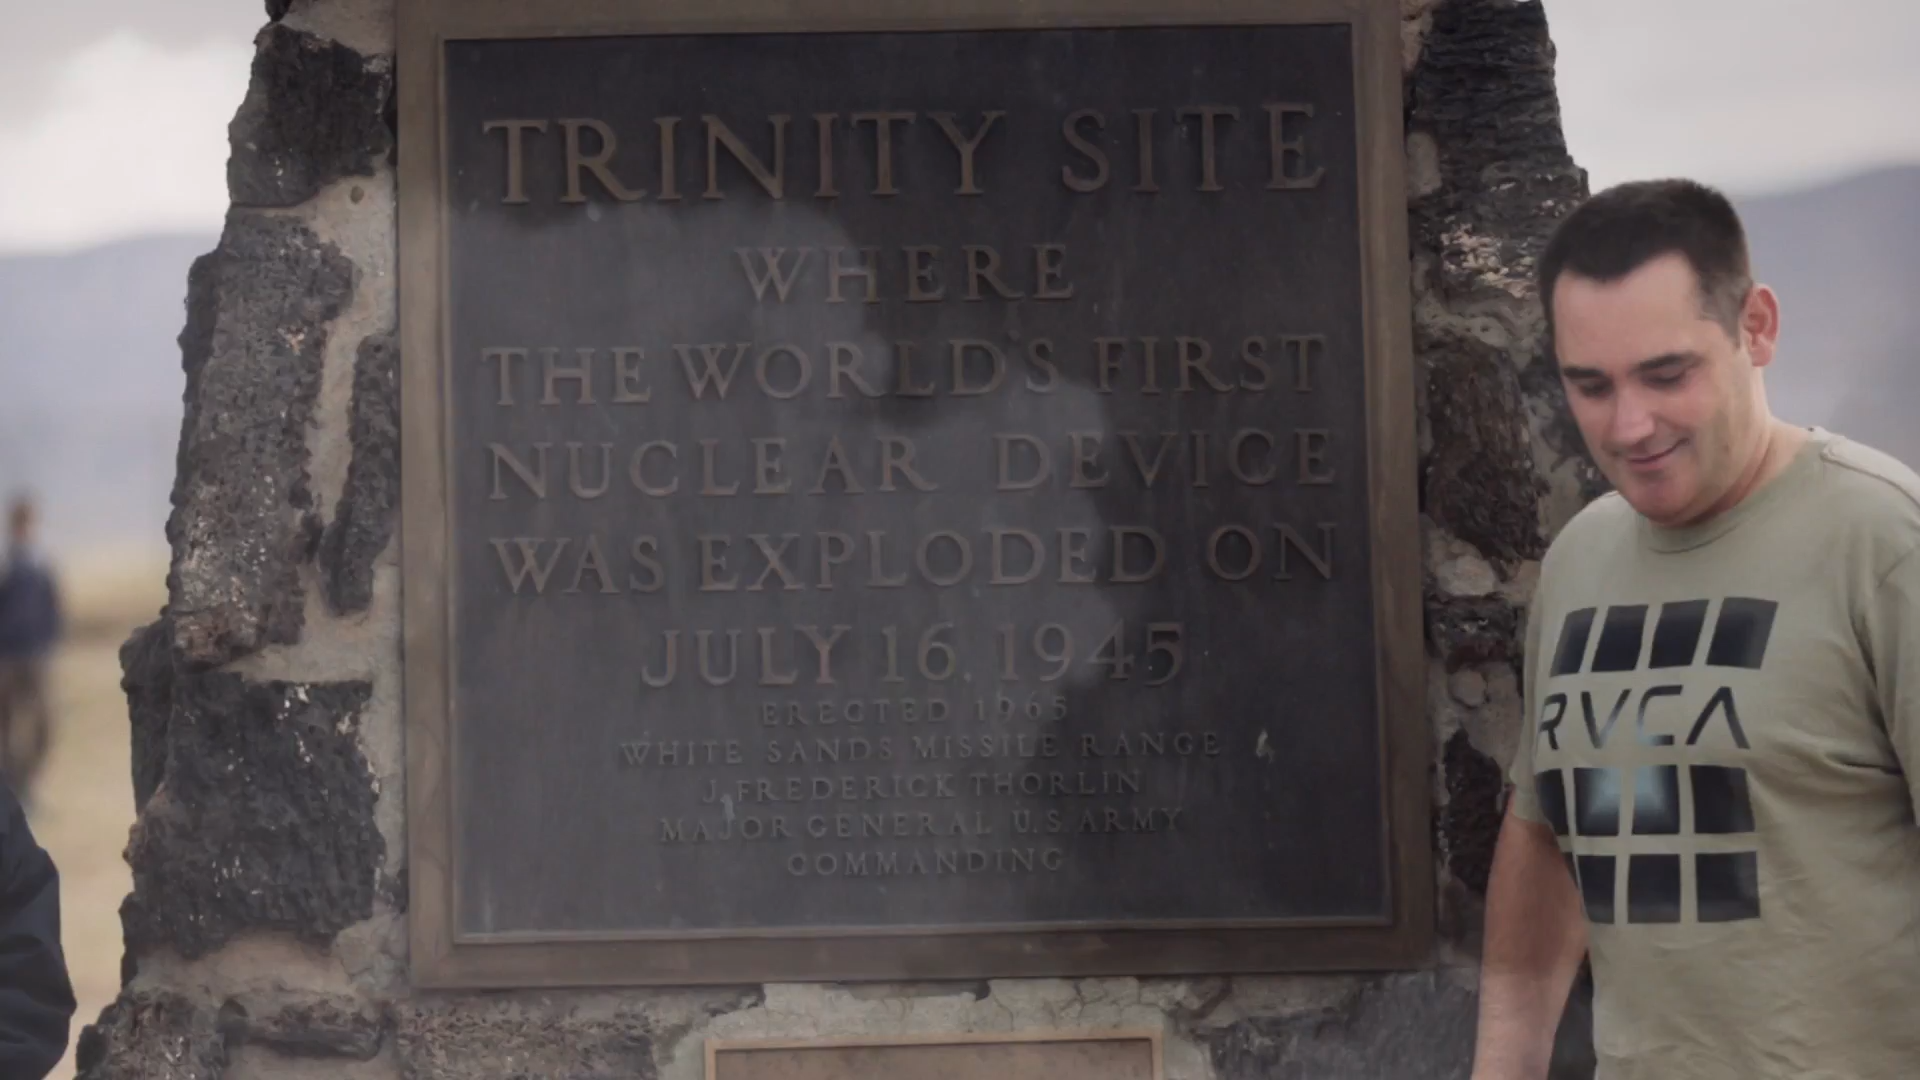 TRINITY SITE
WHERE
THE WORLD'S FIRST
NUCLEAR DEVICE
WAS EXPLODED ON
JULY 16, 1945
ERECTED 1965
WHITE SANDS MISSILE RANGE
J. FREDERICK THORLIN
MAJOR GENERAL U.S. ARMY
COMMANDING
RVCA